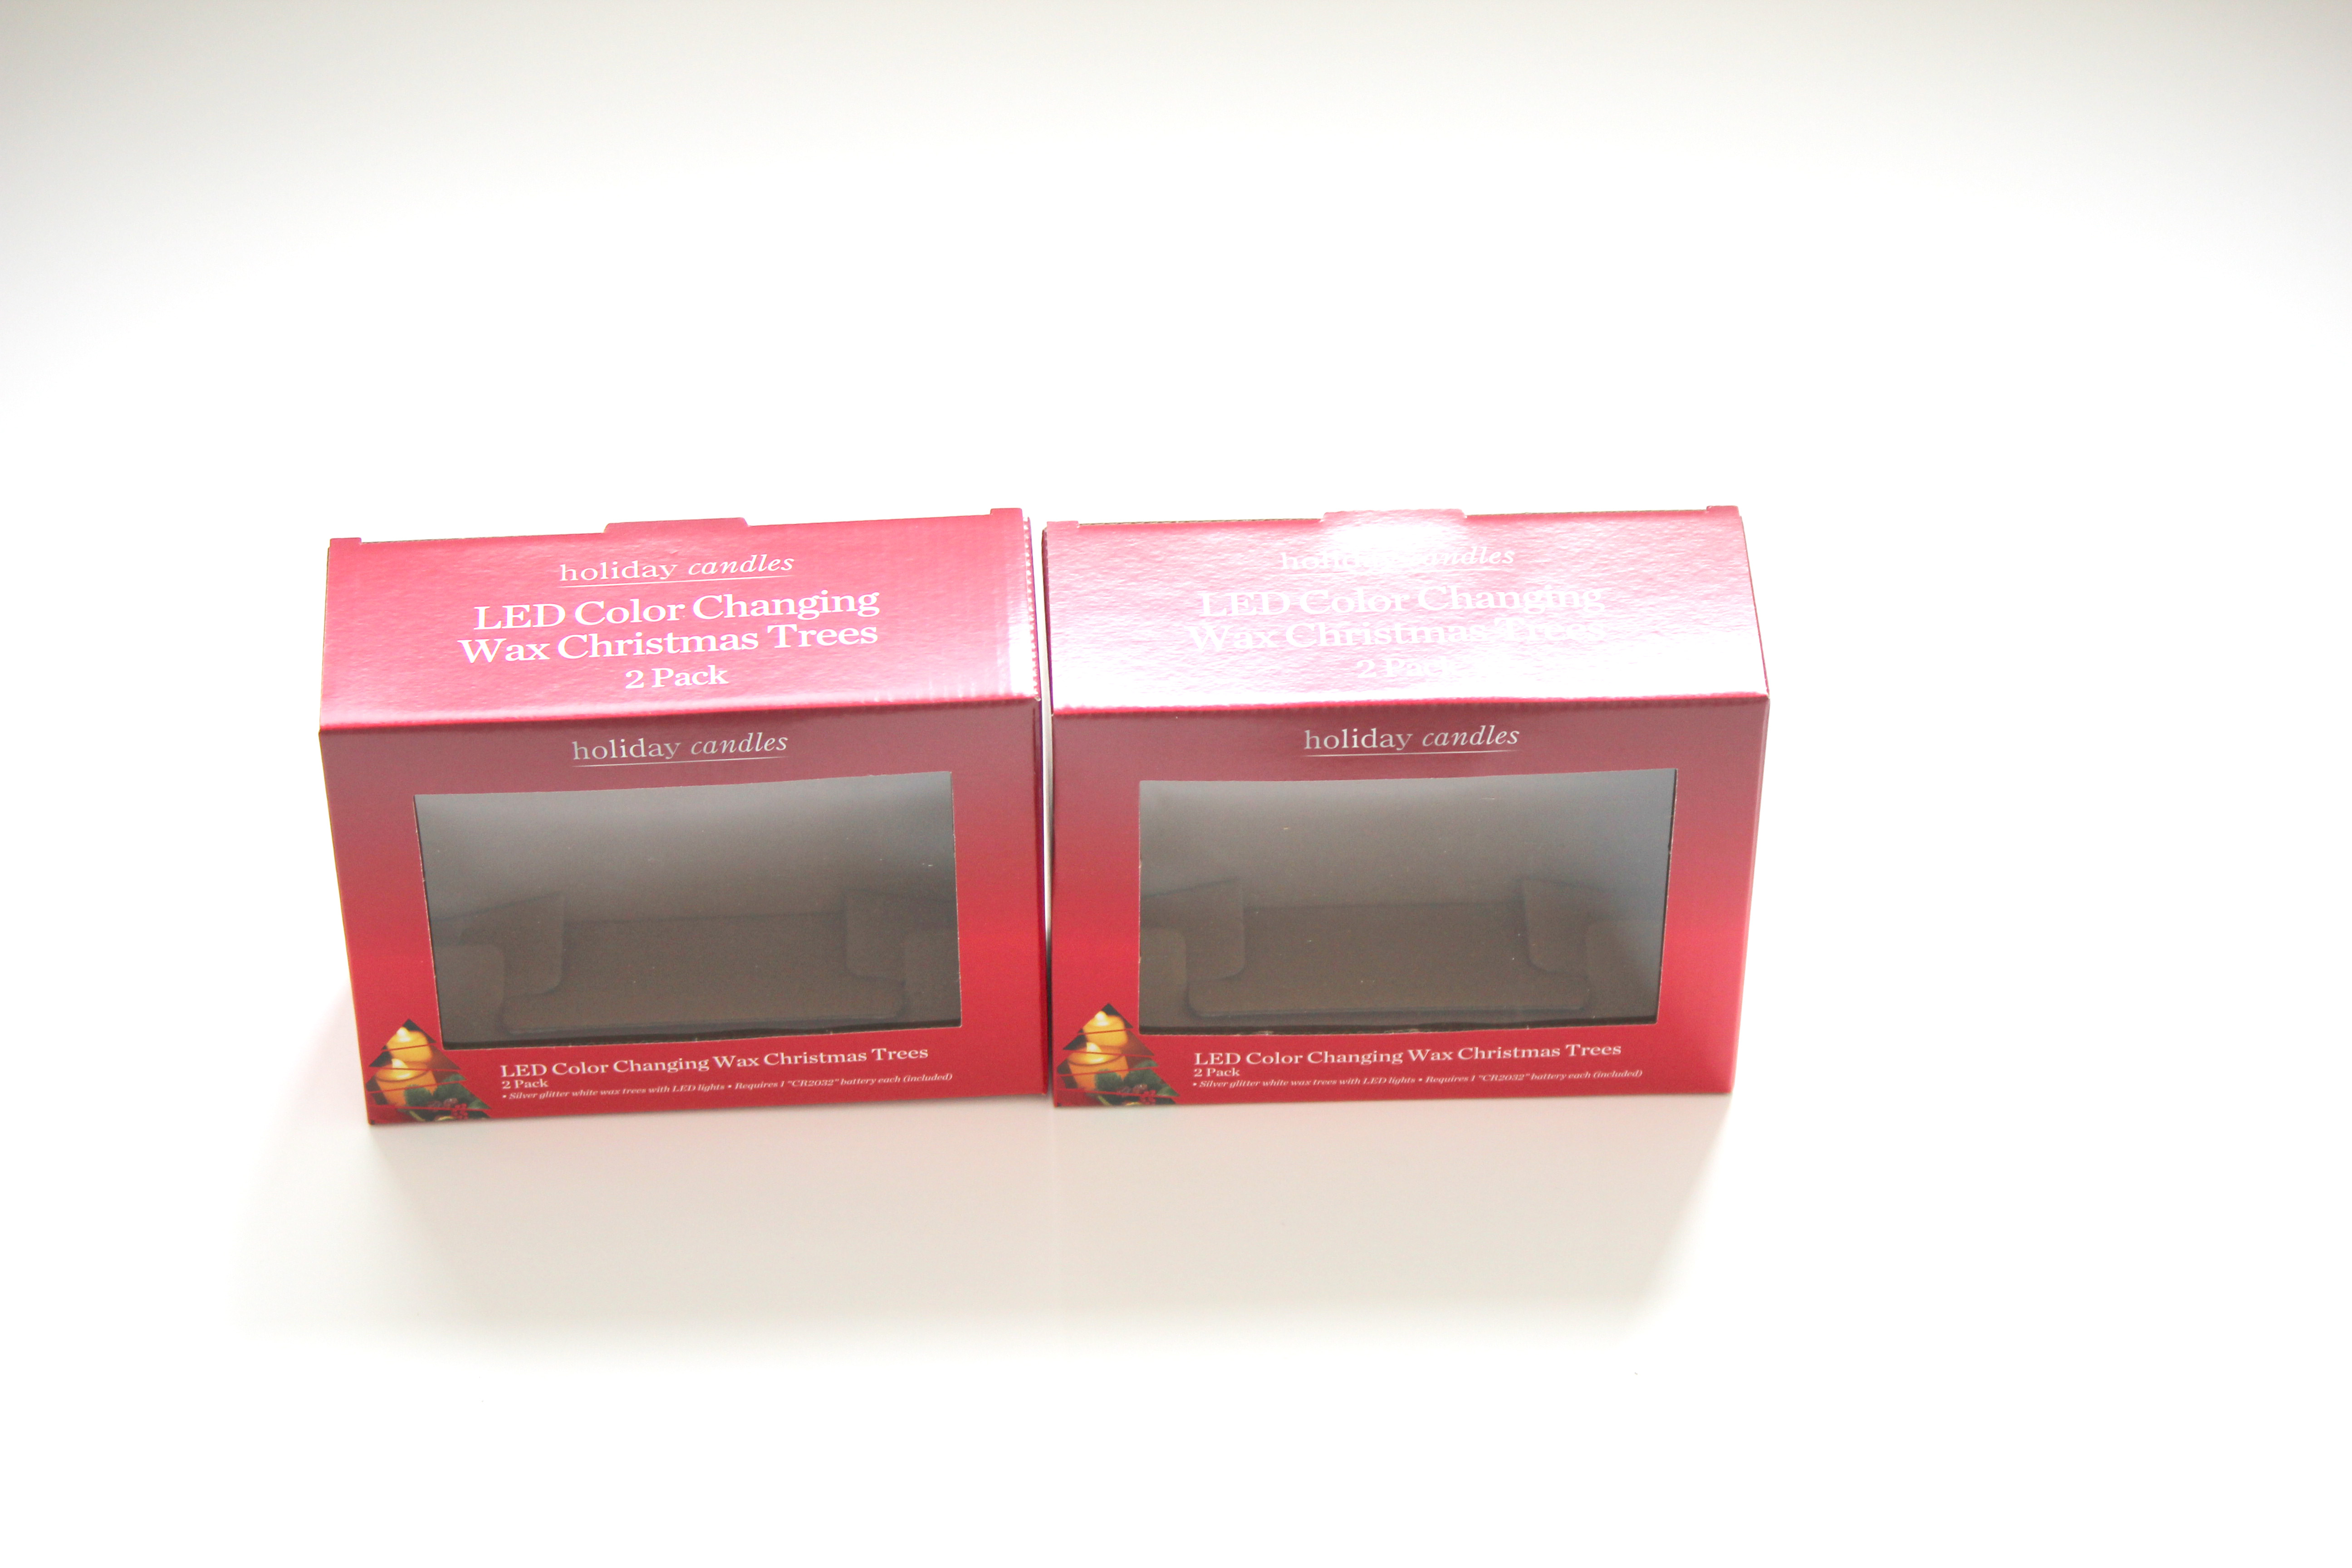 holiday candles
LED Color Changing
Wax Christmas Trees
2 Pack
holiday candles
LED Color Changing Wax Christmas Trees
2 Pack
• Silver glitter white wax trees with LED lights • Requires 1 "CR2032" battery each (included)
holiday candles
LED Color Changing
Wax Christmas Trees
2 Pack
holiday candles
LED Color Changing Wax Christmas Trees
2 Pack
• Silver glitter white wax trees with LED lights • Requires 1 "CR2032" battery each (included)